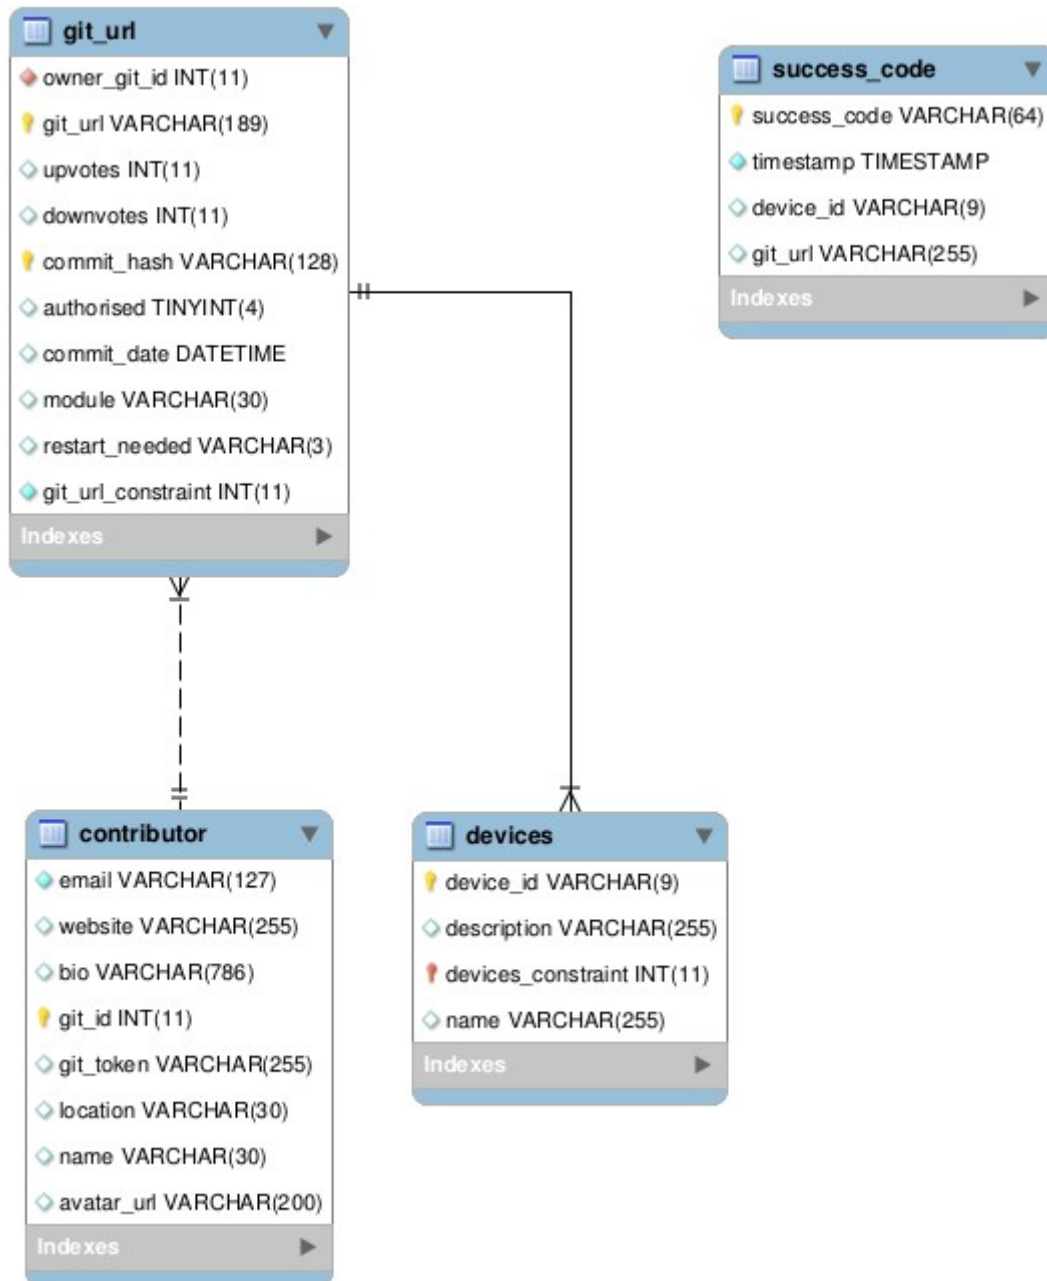 git_url
owner_git_id INT(11)
git_url VARCHAR(189)
upvotes INT(11)
downvotes INT(11)
commit_hash VARCHAR(128)
authorised TINYINT(4)
commit_date DATETIME
module VARCHAR(30)
restart_needed VARCHAR(3)
git_url_constraint INT(11)
Indexes
success_code
success_code VARCHAR(64)
timestamp TIMESTAMP
device_id VARCHAR(9)
git_url VARCHAR(255)
Indexes
contributor
email VARCHAR(127)
website VARCHAR(255)
bio VARCHAR(786)
git_id INT(11)
git_token VARCHAR(255)
location VARCHAR(30)
name VARCHAR(30)
avatar_url VARCHAR(200)
Indexes
devices
device_id VARCHAR(9)
description VARCHAR(255)
devices_constraint INT(11)
name VARCHAR(255)
Indexes